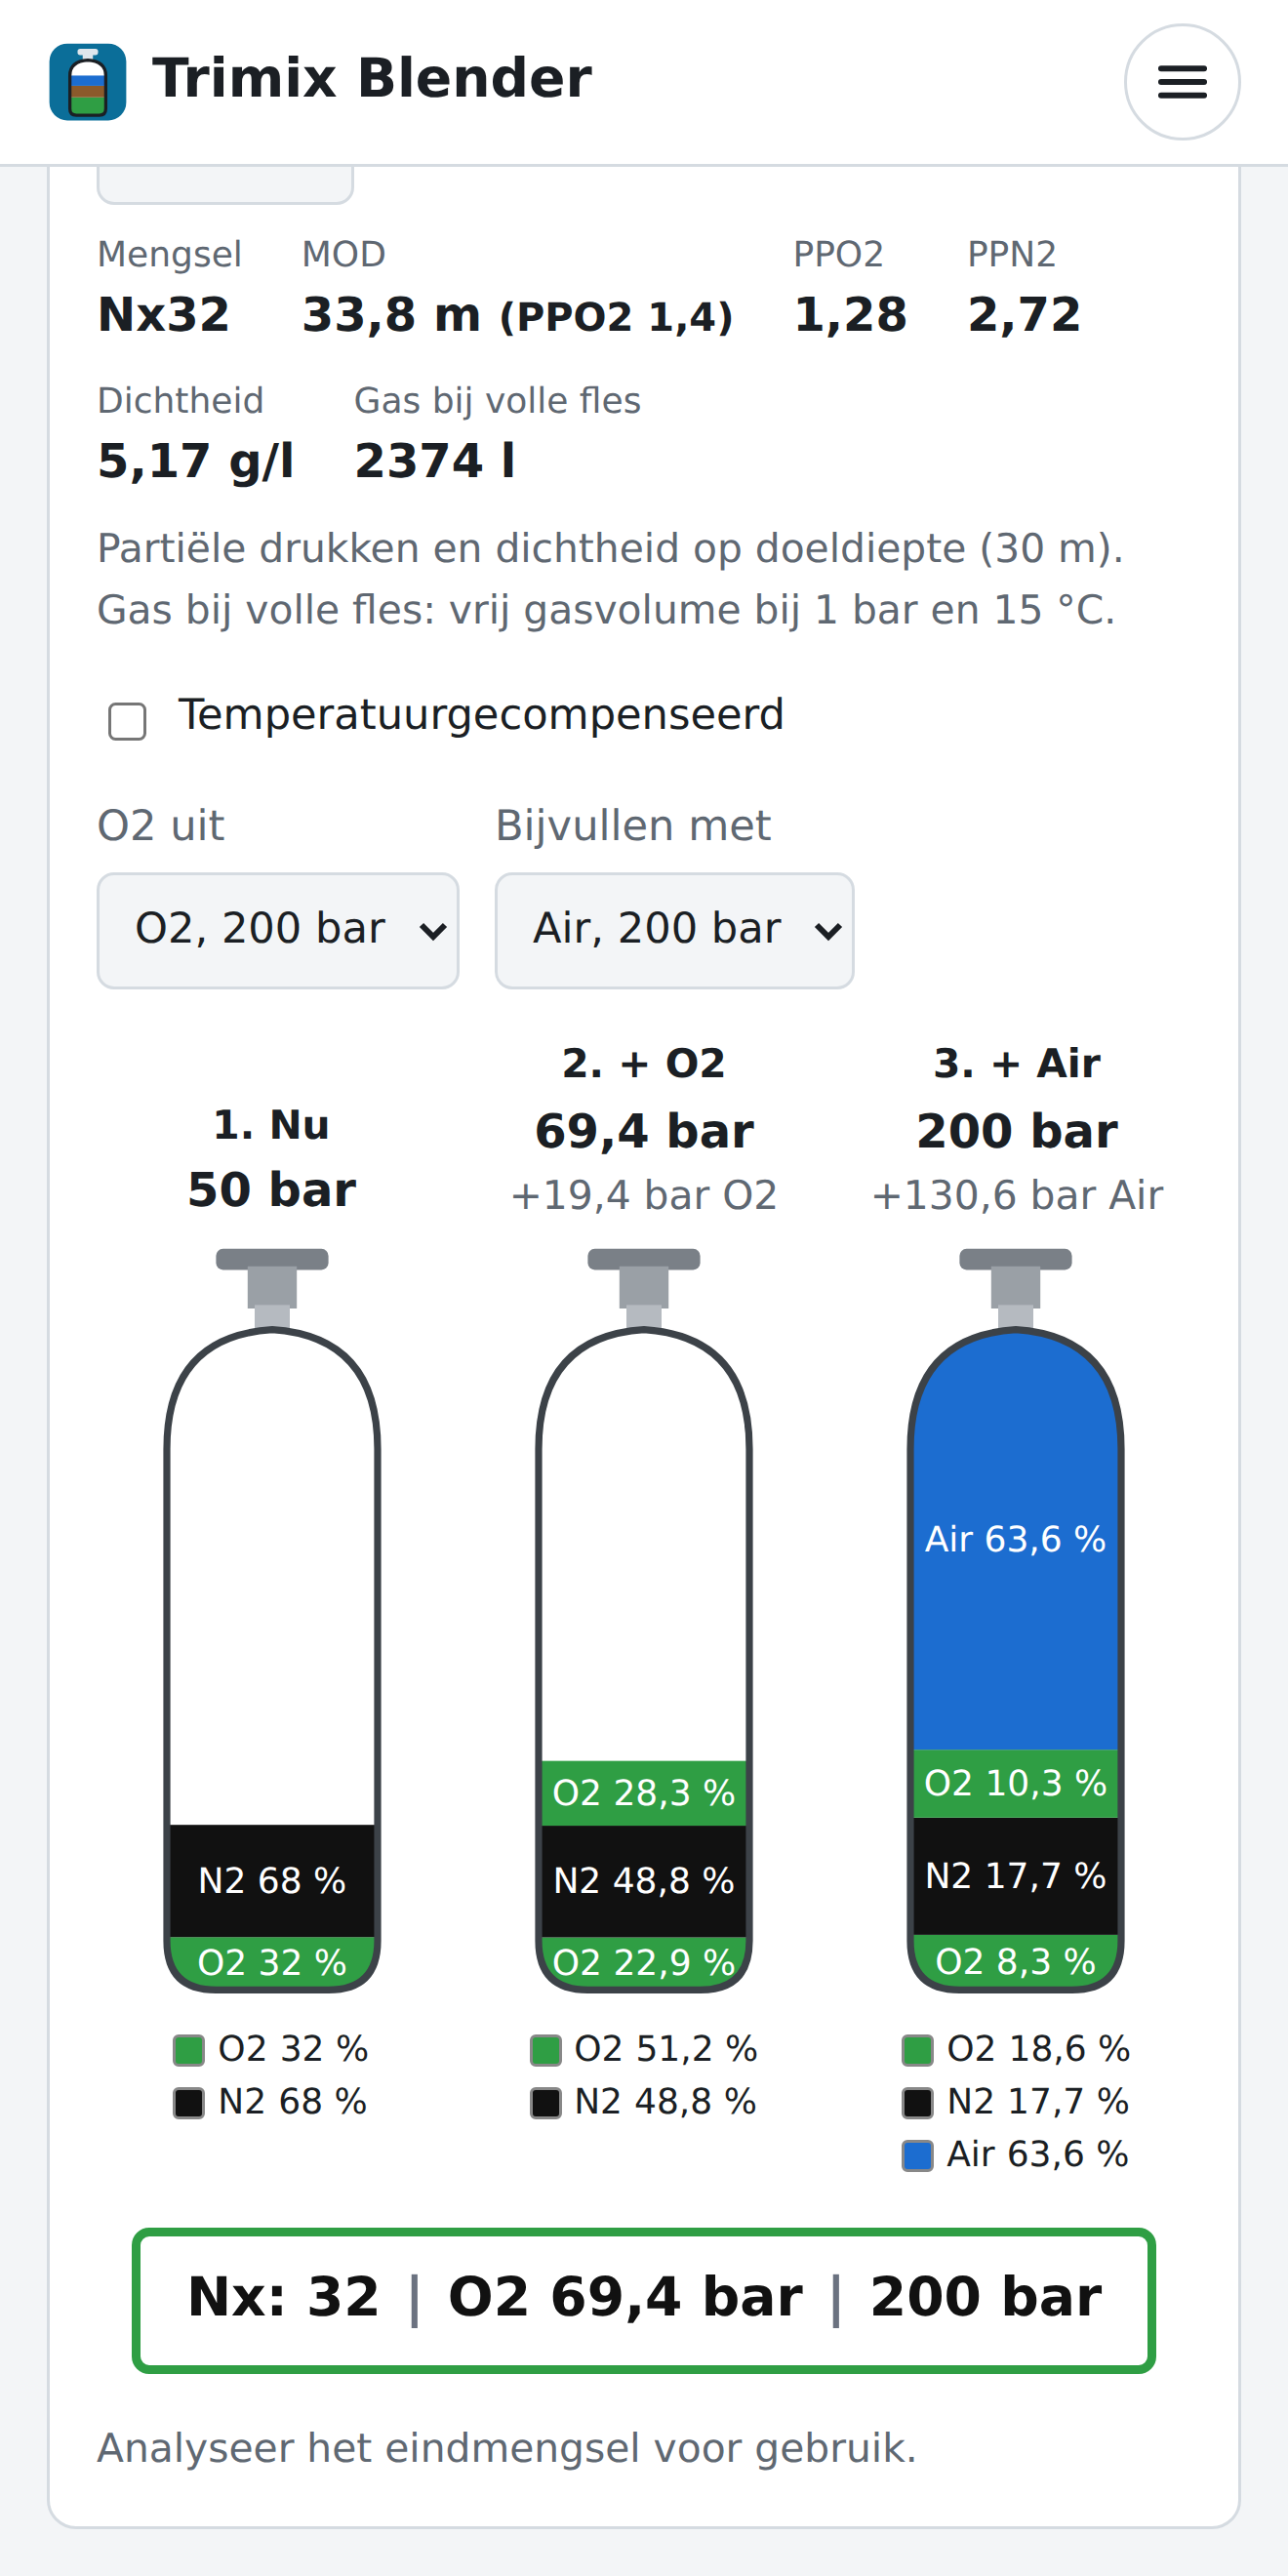 Trimix Blender
Mengsel MOD PPO2 PPN2
Nx32 33,8 m (PPO2 1,4) 1,28 2,72
Dichtheid Gas bij volle fles
5,17 g/l 2374 l
Partiële drukken en dichtheid op doeldiepte (30 m).
Gas bij volle fles: vrij gasvolume bij 1 bar en 15 °C.
Temperatuurgecompenseerd
O2 uit Bijvullen met
O2, 200 bar Air, 200 bar
1. Nu
50 bar
2. + O2
69,4 bar
+19,4 bar O2
3. + Air
200 bar
+130,6 bar Air
N2 68 %
O2 32 %
O2 28,3 %
N2 48,8 %
O2 22,9 %
Air 63,6 %
O2 10,3 %
N2 17,7 %
O2 8,3 %
O2 32 %
N2 68 %
O2 51,2 %
N2 48,8 %
O2 18,6 %
N2 17,7 %
Air 63,6 %
Nx: 32 | O2 69,4 bar | 200 bar
Analyseer het eindmengsel voor gebruik.